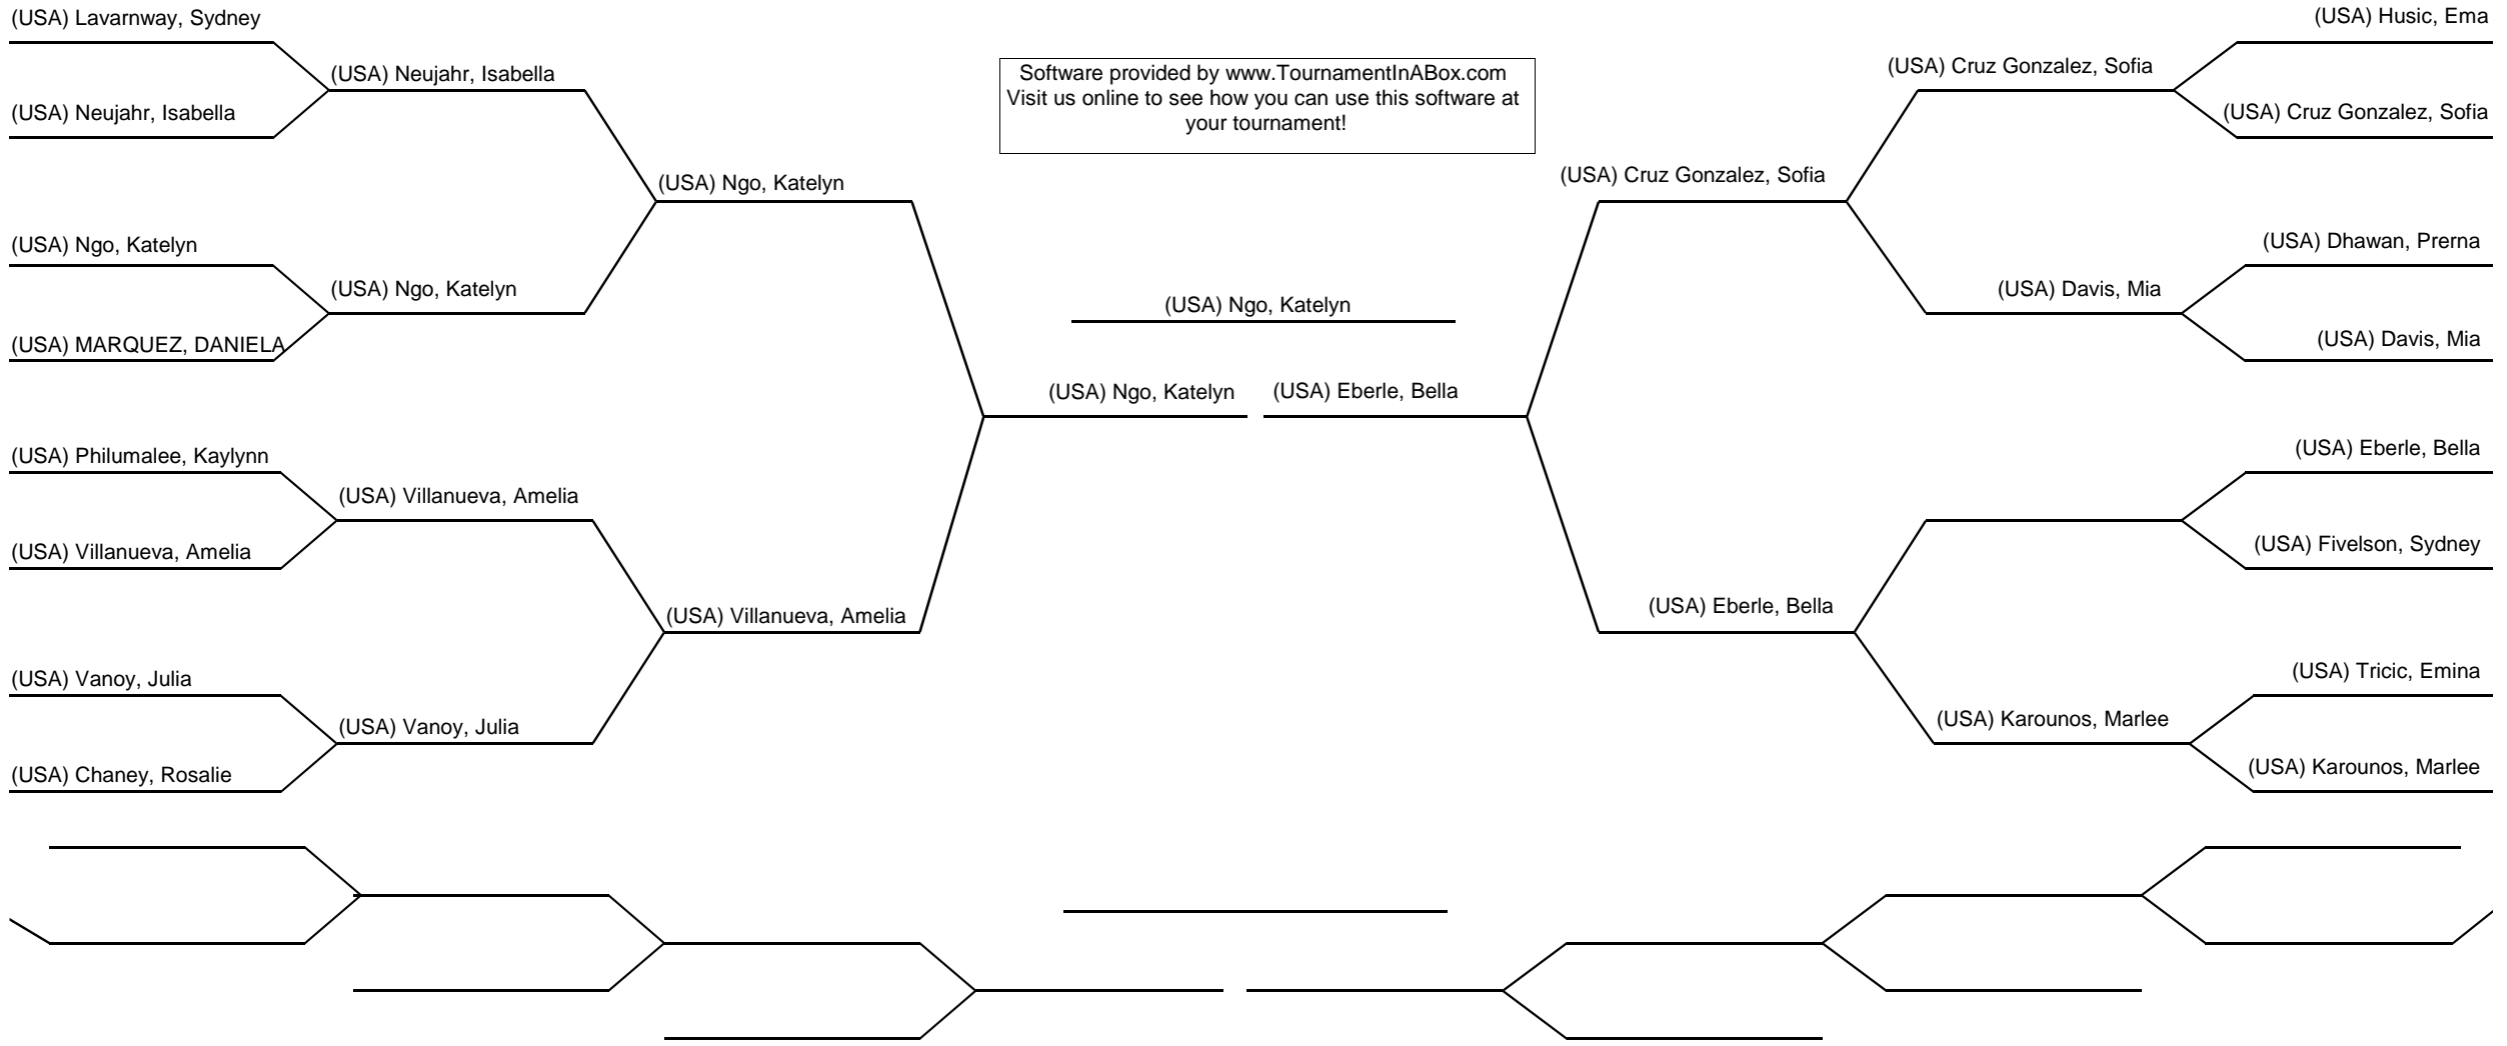 (USA) Lavarnway, Sydney
(USA) Neujahr, Isabella
(USA) Ngo, Katelyn
(USA) MARQUEZ, DANIELA
(USA) Philumalee, Kaylynn
(USA) Villanueva, Amelia
(USA) Vanoy, Julia
(USA) Chaney, Rosalie
(USA) Neujahr, Isabella
(USA) Ngo, Katelyn
(USA) Villanueva, Amelia
(USA) Vanoy, Julia
(USA) Ngo, Katelyn
(USA) Villanueva, Amelia
Software provided by www.TournamentInABox.com
Visit us online to see how you can use this software at
your tournament!
(USA) Ngo, Katelyn
(USA) Ngo, Katelyn
(USA) Eberle, Bella
(USA) Cruz Gonzalez, Sofia
(USA) Eberle, Bella
(USA) Cruz Gonzalez, Sofia
(USA) Davis, Mia
(USA) Karounos, Marlee
(USA) Husic, Ema
(USA) Cruz Gonzalez, Sofia
(USA) Dhawan, Prerna
(USA) Davis, Mia
(USA) Eberle, Bella
(USA) Fivelson, Sydney
(USA) Tricic, Emina
(USA) Karounos, Marlee